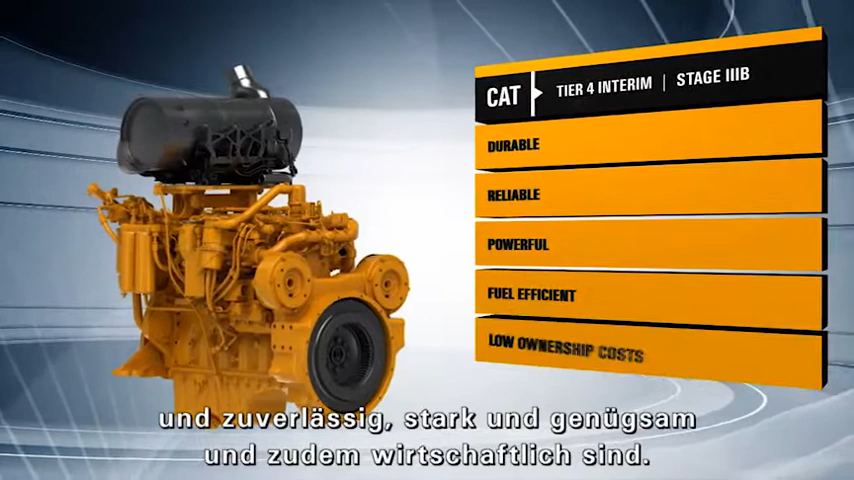 CAT TIER 4 INTERIM | STAGE IIIB
DURABLE
RELIABLE
POWERFUL
FUEL EFFICIENT
LOW OWNERSHIP COSTS
und zuverlässig, stark und genügsam
und zudem wirtschaftlich sind.